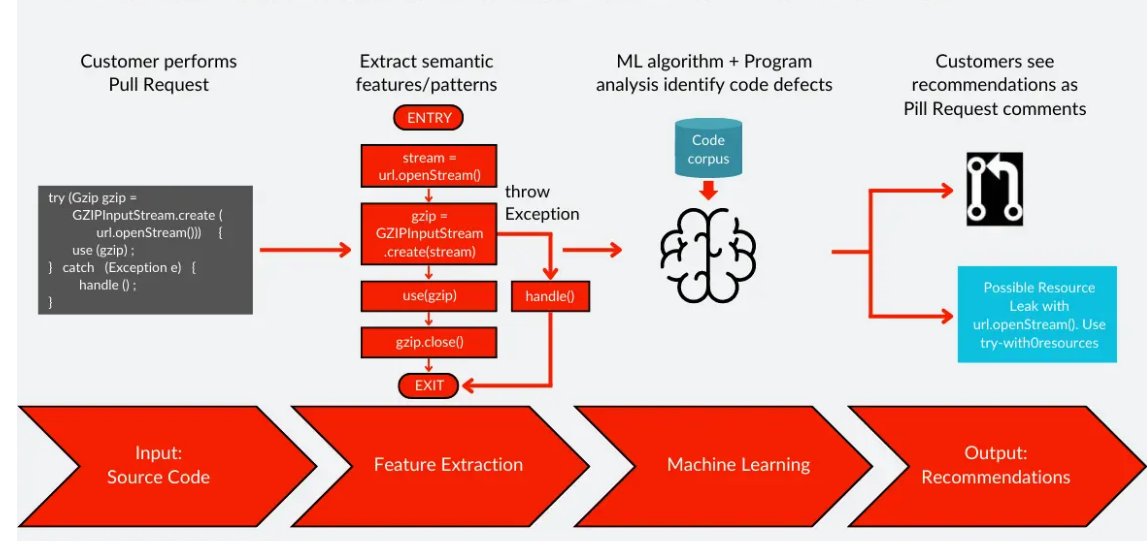 Customer performs
Pull Request
Extract semantic
features/patterns
ML algorithm + Program
analysis identify code defects
Customers see
recommendations as
Pill Request comments
try (Gzip gzip =
GZIPInputStream.create (
url.openStream())) {
use (gzip) ;
} catch (Exception e) {
handle () ;
}
ENTRY
stream =
url.openStream()
gzip =
GZIPInputStream
.create(stream)
throw
Exception
use(gzip)
handle()
gzip.close()
EXIT
Code
corpus
Possible Resource
Leak with
url.openStream(). Use
try-with0resources
Input:
Source Code
Feature Extraction
Machine Learning
Output:
Recommendations